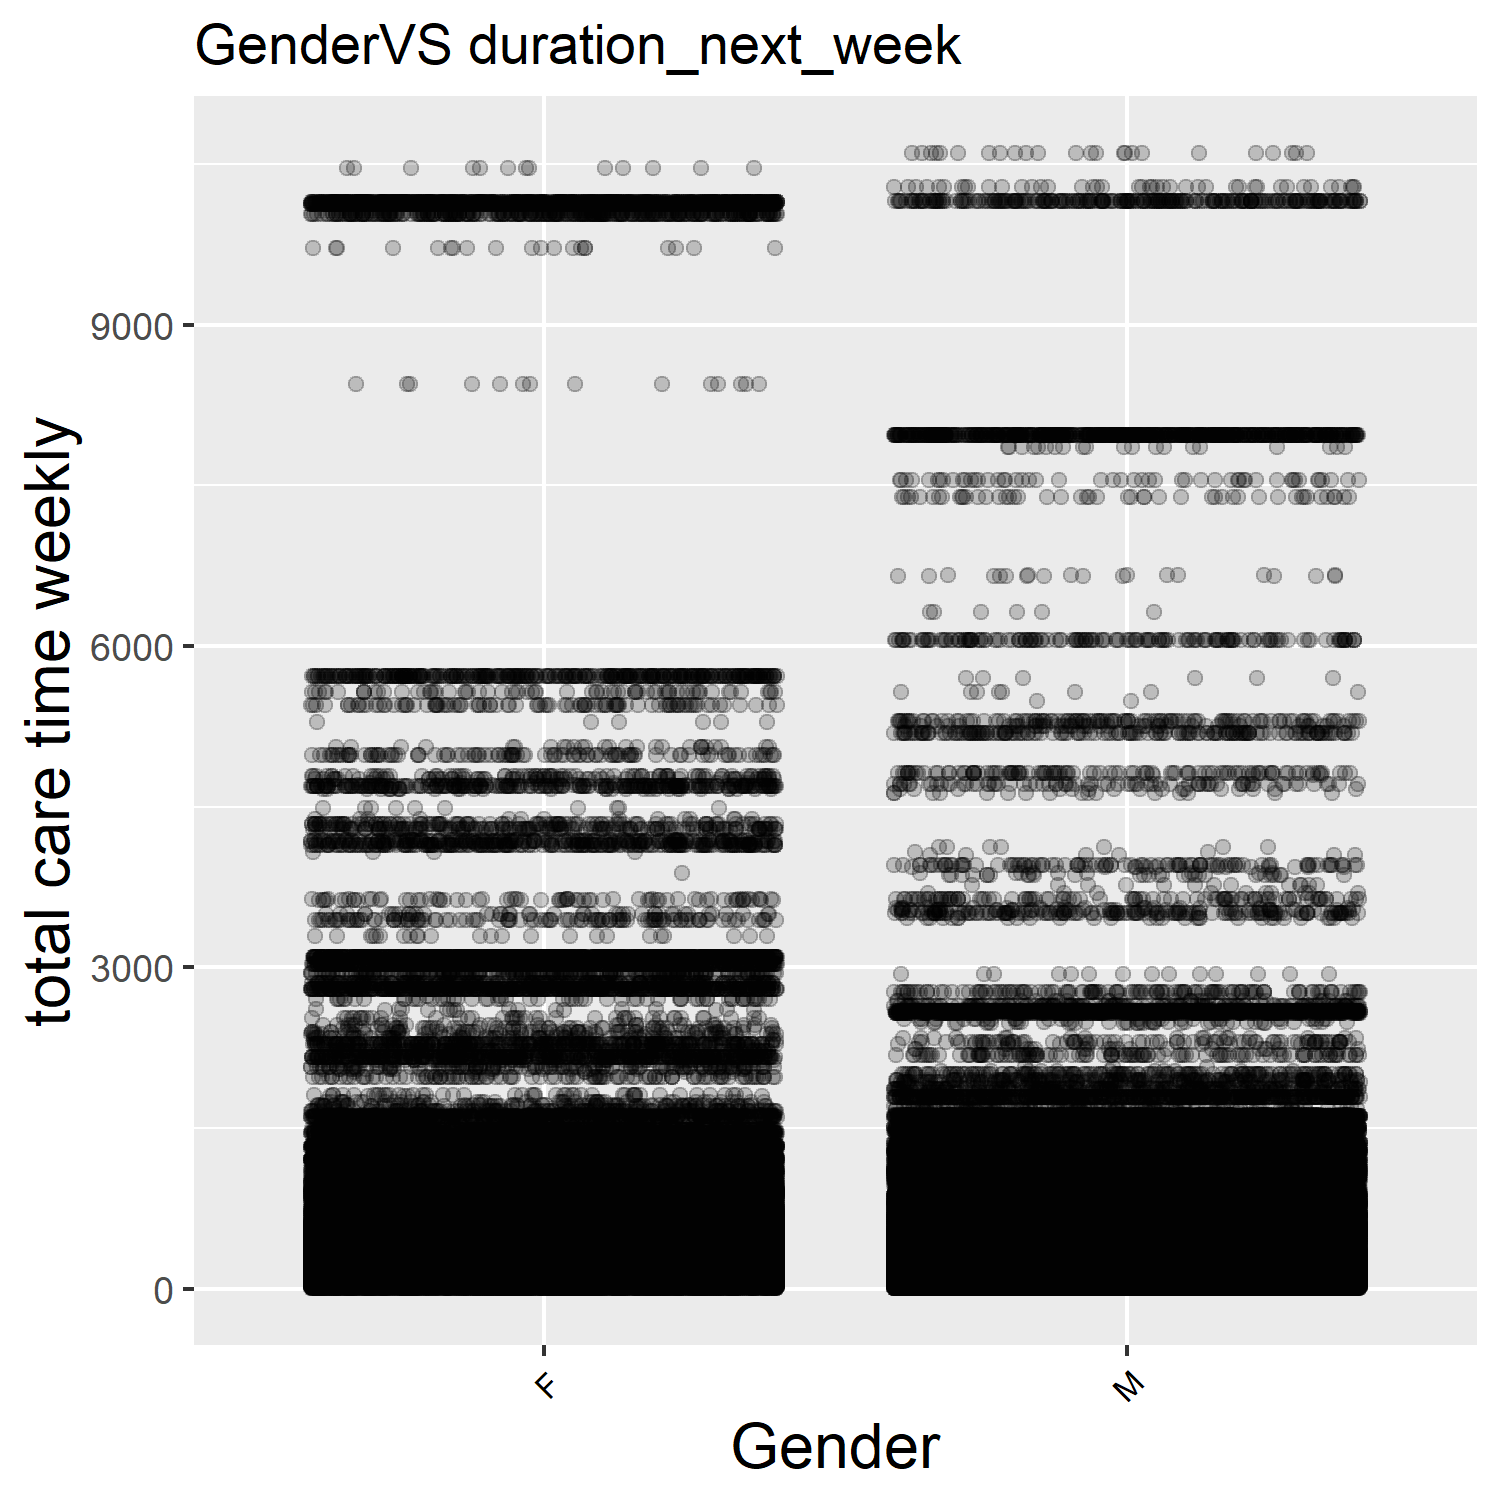 GenderVS duration_next_week
total care time weekly
9000
6000
3000
0
F
M
Gender